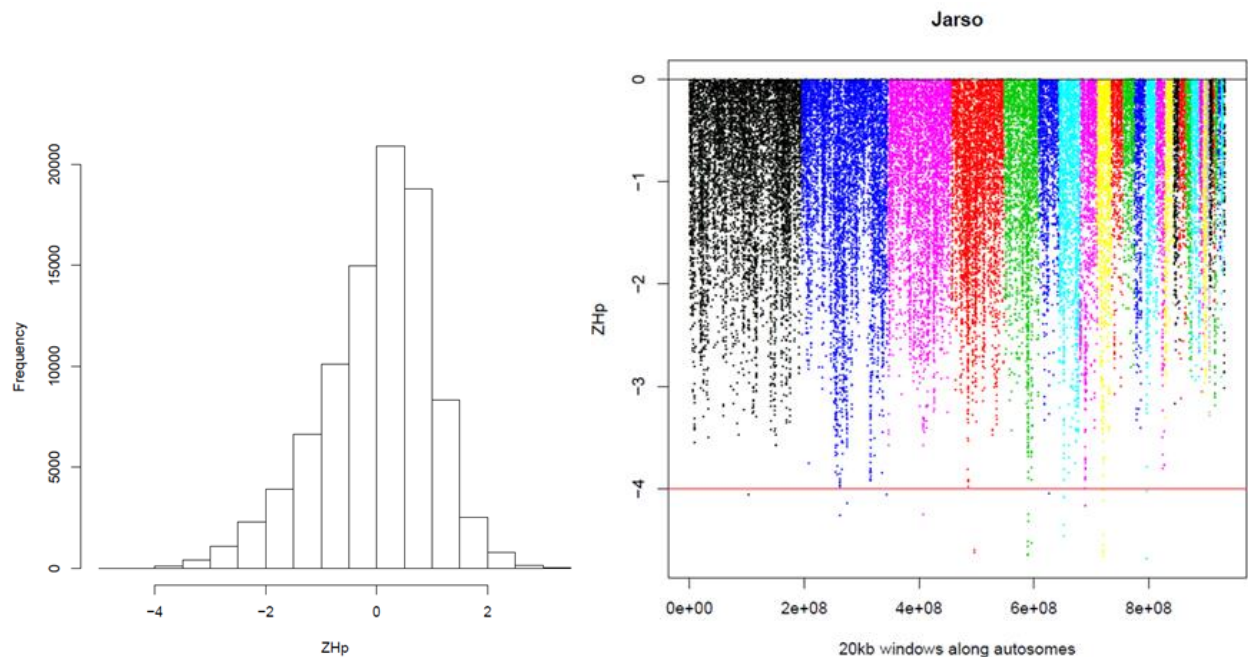 Frequency
20000
15000
10000
5000
0
−4
−2
0
2
ZHp
Jarso
ZHp
0
−1
−2
−3
−4
0e+00
2e+08
4e+08
6e+08
8e+08
20kb windows along autosomes